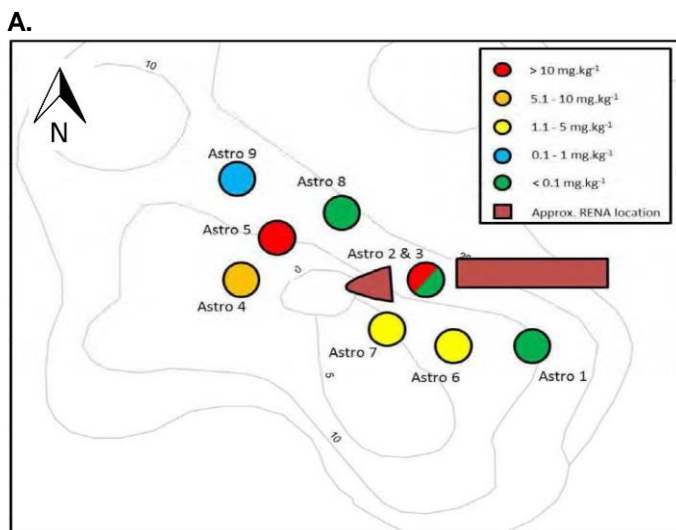 A.
10
N
> 10 mg.kg⁻¹
5.1 - 10 mg.kg⁻¹
1.1 - 5 mg.kg⁻¹
0.1 - 1 mg.kg⁻¹
< 0.1 mg.kg⁻¹
Approx. RENA location
Astro 9
Astro 8
Astro 5
Astro 2 & 3
0
Astro 4
Astro 7
Astro 6
Astro 1
5
10